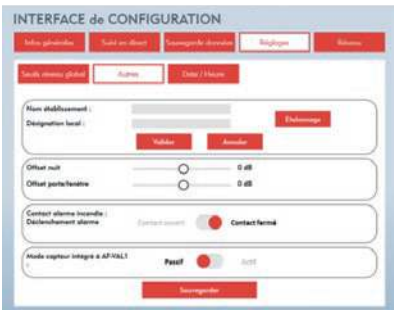 INTERFACE de CONFIGURATION
Infos générales Suivi en direct Sauvegarde données Réglages Réseau
Seuils niveau global Autres Date / Heure
Nom établissement :
Désignation local :
Etalonnage
Valider Annuler
Offset nuit 0 dB
Offset porte/fenêtre 0 dB
Contact alarme incendie :
Déclenchement alarme Contact ouvert Contact fermé
Mode capteur intégré à AF-VAL1
: Passif Actif
Sauvegarder